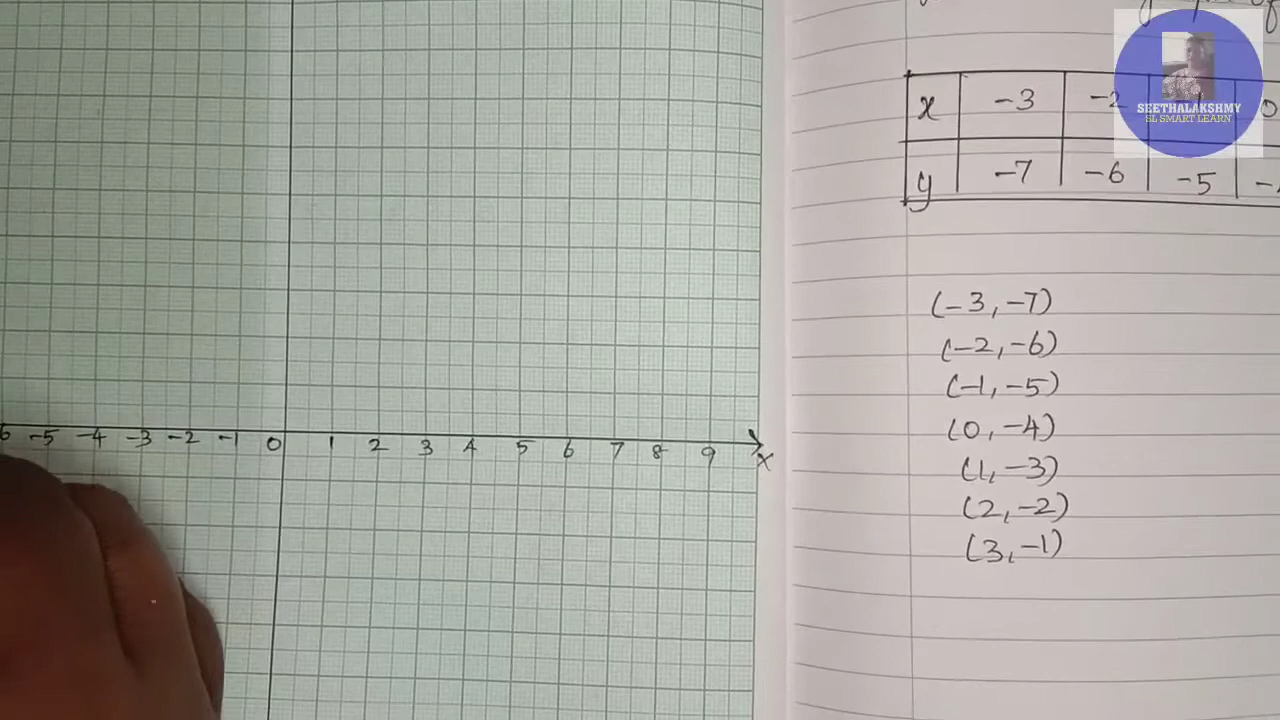 x -3 -2 0
y -7 -6 -5
SEETHALAKSHMY
SL SMART LEARN
(-3, -7)
(-2, -6)
(-1, -5)
(0, -4)
(1, -3)
(2, -2)
(3, -1)
6 -5 -4 -3 -2 -1 0 1 2 3 4 5 6 7 8 9
X